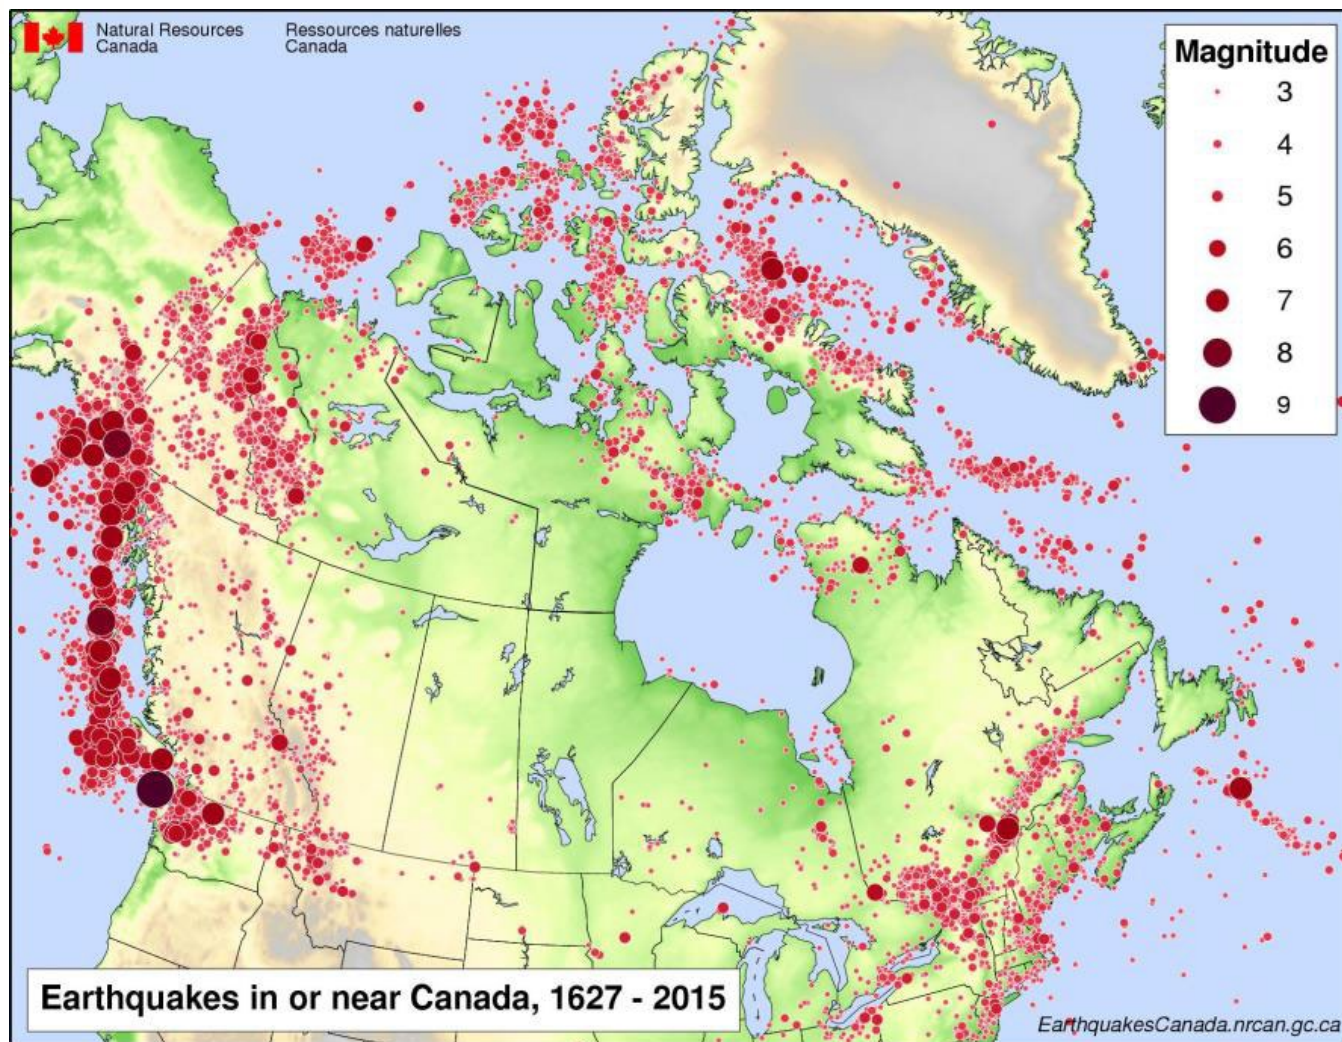 Natural Resources
Canada
Ressources naturelles
Canada
Magnitude
3
4
5
6
7
8
9
Earthquakes in or near Canada, 1627 - 2015
EarthquakesCanada.nrcan.gc.ca